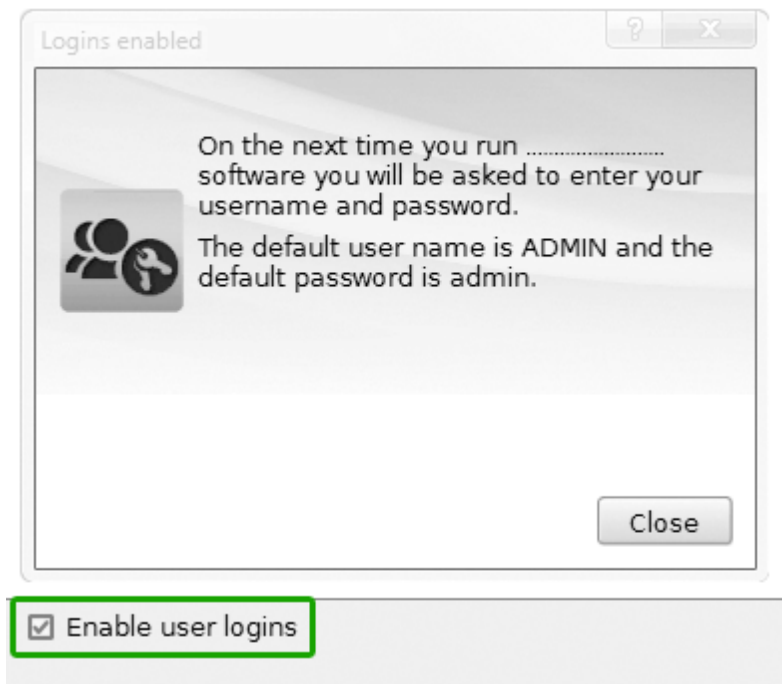 Logins enabled
On the next time you run ........................
software you will be asked to enter your
username and password.
The default user name is ADMIN and the
default password is admin.
Close
Enable user logins